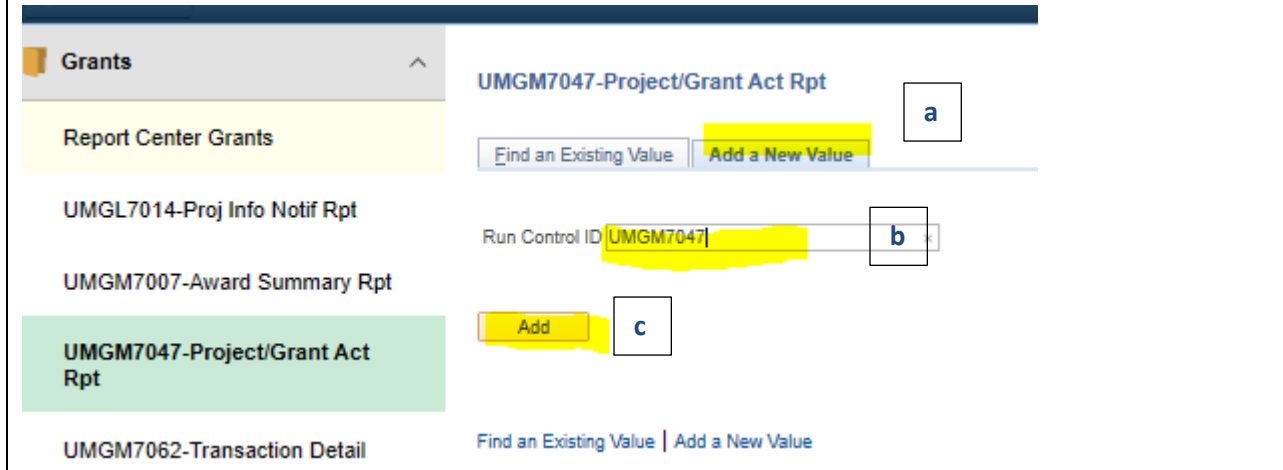 Grants
Report Center Grants
UMGL7014-Proj Info Notif Rpt
UMGM7007-Award Summary Rpt
UMGM7047-Project/Grant Act
Rpt
UMGM7062-Transaction Detail
UMGM7047-Project/Grant Act Rpt
a
Find an Existing Value Add a New Value
Run Control ID UMGM7047 b ×
Add c
Find an Existing Value | Add a New Value